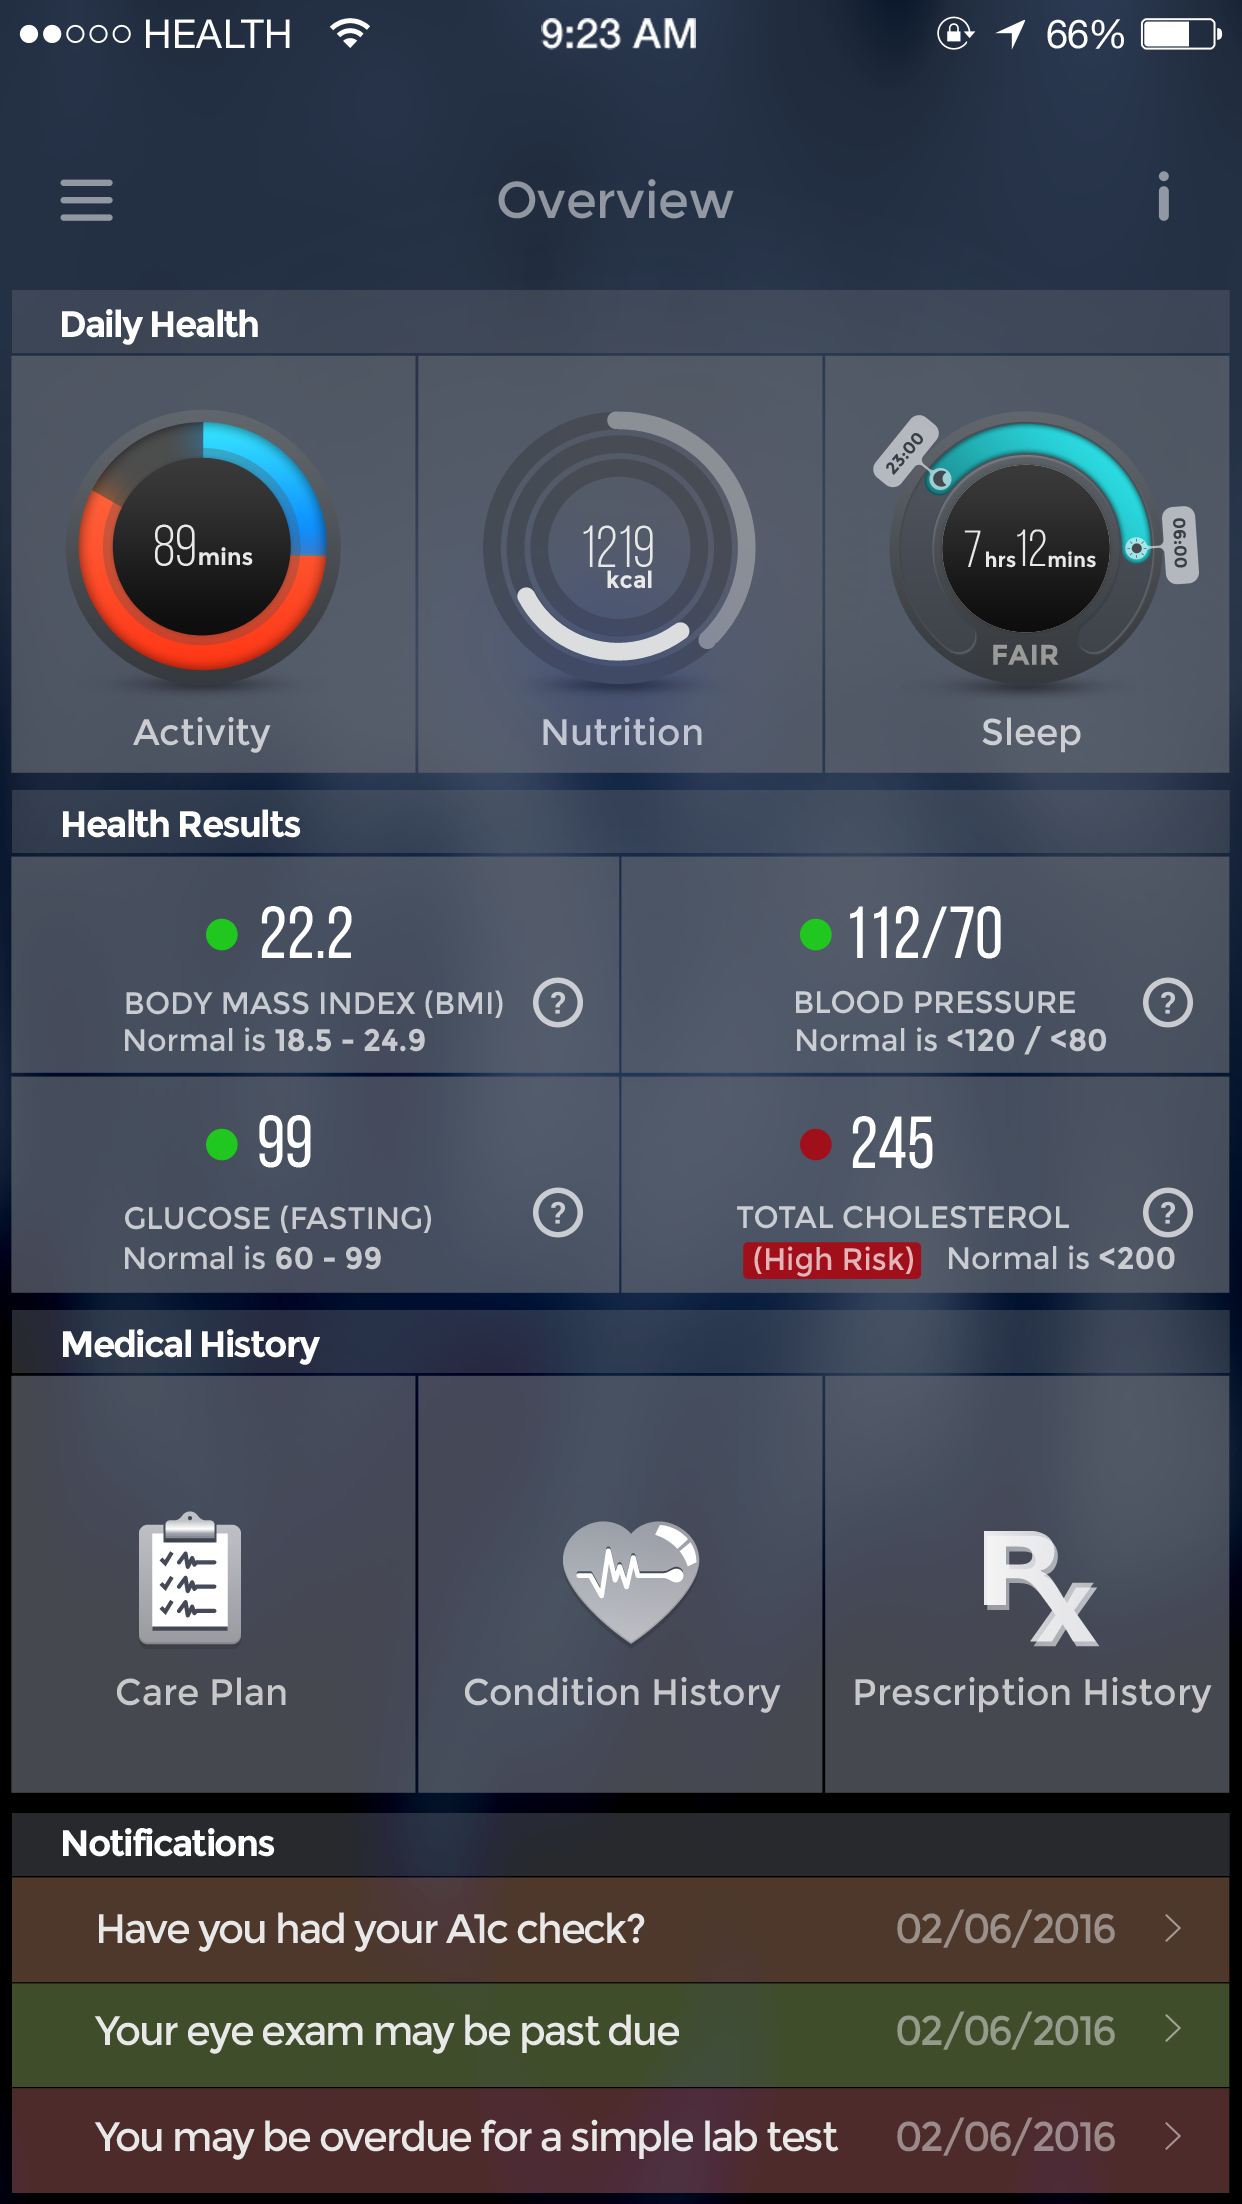 HEALTH 9:23 AM 66%
Overview
Daily Health
89mins
1219
kcal
23:00
06:00
7hrs12mins
FAIR
Activity
Nutrition
Sleep
Health Results
22.2
BODY MASS INDEX (BMI) ?
Normal is 18.5 - 24.9
112/70
BLOOD PRESSURE ?
Normal is <120 / <80
99
GLUCOSE (FASTING) ?
Normal is 60 - 99
245
TOTAL CHOLESTEROL ?
(High Risk) Normal is <200
Medical History
Rx
Care Plan
Condition History
Prescription History
Notifications
Have you had your A1c check? 02/06/2016
Your eye exam may be past due 02/06/2016
You may be overdue for a simple lab test 02/06/2016